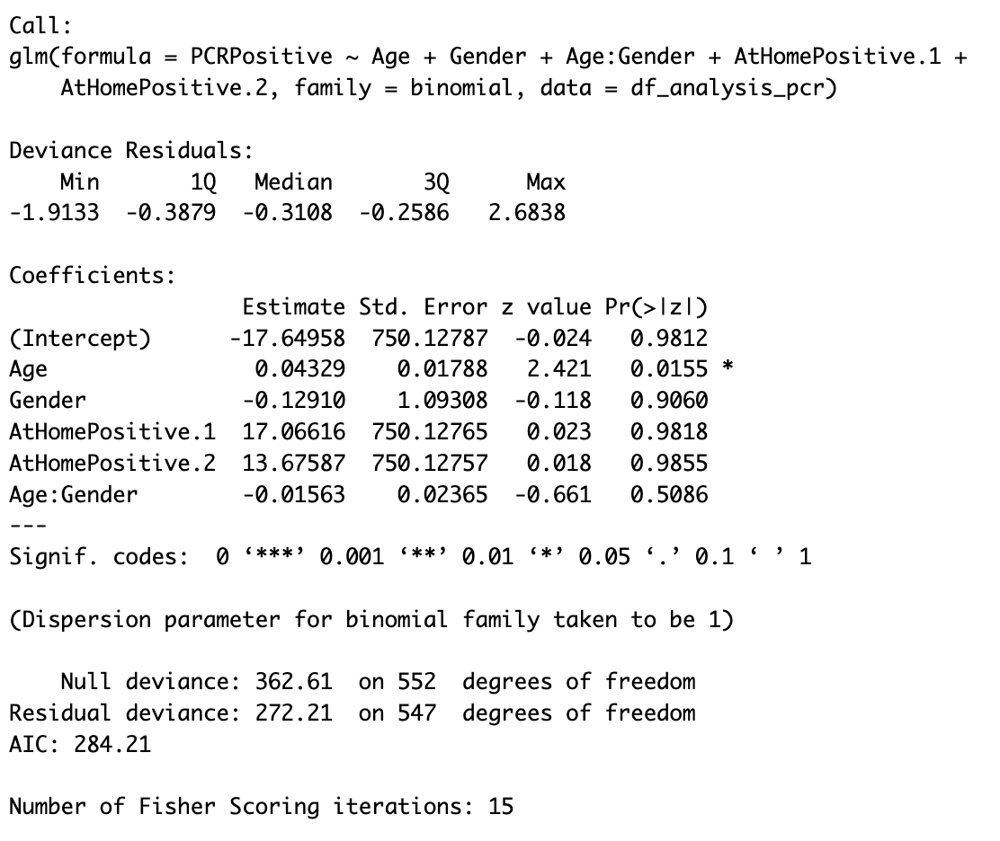 Call:
glm(formula = PCRPositive ~ Age + Gender + Age:Gender + AtHomePositive.1 +
    AtHomePositive.2, family = binomial, data = df_analysis_pcr)

Deviance Residuals:
    Min       1Q   Median       3Q      Max
-1.9133  -0.3879  -0.3108  -0.2586   2.6838

Coefficients:
                  Estimate Std. Error z value Pr(>|z|)
(Intercept)      -17.64958  750.12787  -0.024   0.9812
Age                0.04329    0.01788   2.421   0.0155 *
Gender            -0.12910    1.09308  -0.118   0.9060
AtHomePositive.1  17.06616  750.12765   0.023   0.9818
AtHomePositive.2  13.67587  750.12757   0.018   0.9855
Age:Gender        -0.01563    0.02365  -0.661   0.5086
---
Signif. codes:  0 ‘***’ 0.001 ‘**’ 0.01 ‘*’ 0.05 ‘.’ 0.1 ‘ ’ 1

(Dispersion parameter for binomial family taken to be 1)

    Null deviance: 362.61  on 552  degrees of freedom
Residual deviance: 272.21  on 547  degrees of freedom
AIC: 284.21

Number of Fisher Scoring iterations: 15